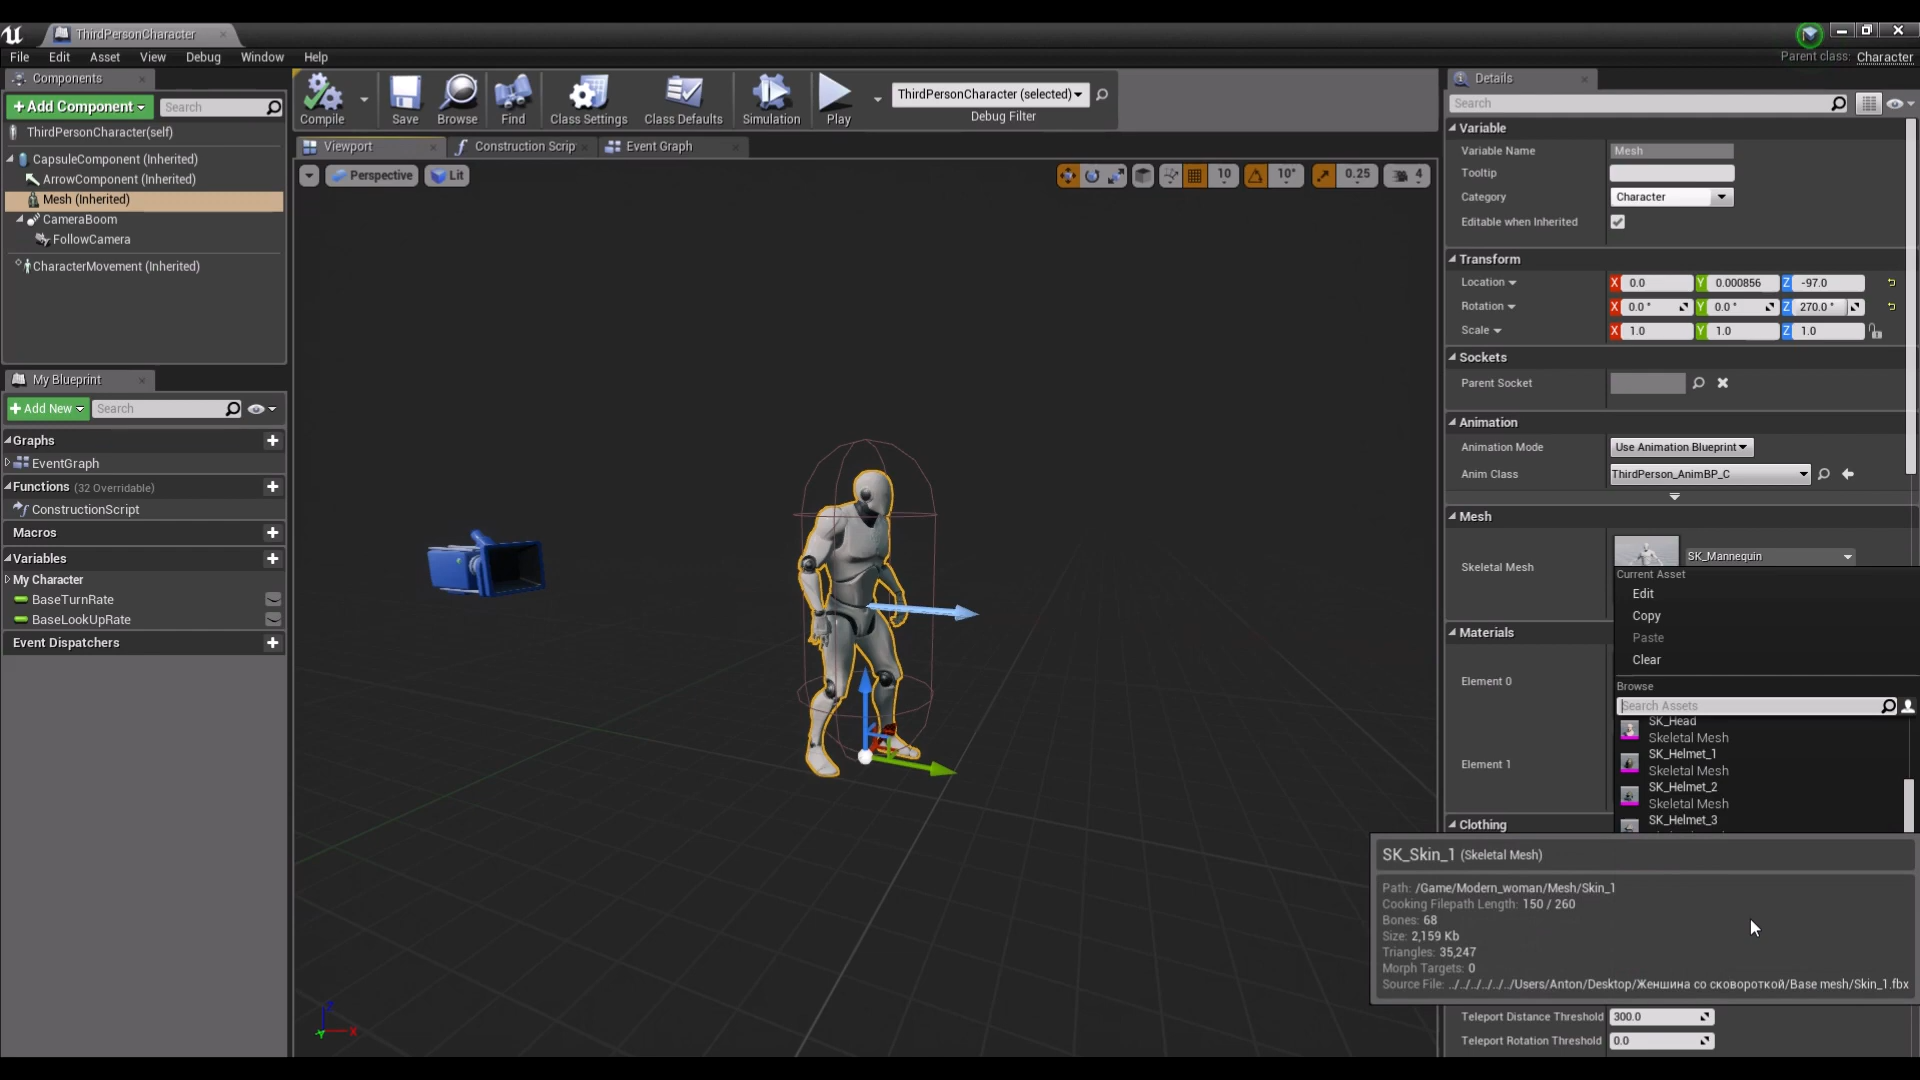 ThirdPersonCharacter
File Edit Asset View Debug Window Help
Parent class: Character
Components
+Add Component
Search
ThirdPersonCharacter(self)
CapsuleComponent (Inherited)
ArrowComponent (Inherited)
Mesh (Inherited)
CameraBoom
FollowCamera
CharacterMovement (Inherited)
My Blueprint
+Add New
Search
Graphs
EventGraph
Functions (32 Overridable)
ConstructionScript
Macros
Variables
My Character
BaseTurnRate
BaseLookUpRate
Event Dispatchers
Compile
Save
Browse
Find
Class Settings
Class Defaults
Simulation
Play
ThirdPersonCharacter (selected)
Debug Filter
Viewport
Construction Scrip
Event Graph
Perspective
Lit
10
10°
0.25
4
Z
Y
X
Details
Search
Variable
Variable Name Mesh
Tooltip
Category Character
Editable when Inherited
Transform
Location X 0.0 Y 0.000856 Z -97.0
Rotation X 0.0 ° Y 0.0 ° Z 270.0 °
Scale X 1.0 Y 1.0 Z 1.0
Sockets
Parent Socket
Animation
Animation Mode Use Animation Blueprint
Anim Class ThirdPerson_AnimBP_C
Mesh
Skeletal Mesh SK_Mannequin
Current Asset
Edit
Copy
Paste
Clear
Browse
Search Assets
SK_Head
Skeletal Mesh
SK_Helmet_1
Skeletal Mesh
SK_Helmet_2
Skeletal Mesh
SK_Helmet_3
Materials
Element 0
Element 1
Clothing
SK_Skin_1 (Skeletal Mesh)
Path: /Game/Modern_woman/Mesh/Skin_1
Cooking Filepath Length: 150 / 260
Bones: 68
Size: 2,159 Kb
Triangles: 35,247
Morph Targets: 0
Source File: ../../../../../../Users/Anton/Desktop/Женшина со сковороткой/Base mesh/Skin_1.fbx
Teleport Distance Threshold 300.0
Teleport Rotation Threshold 0.0